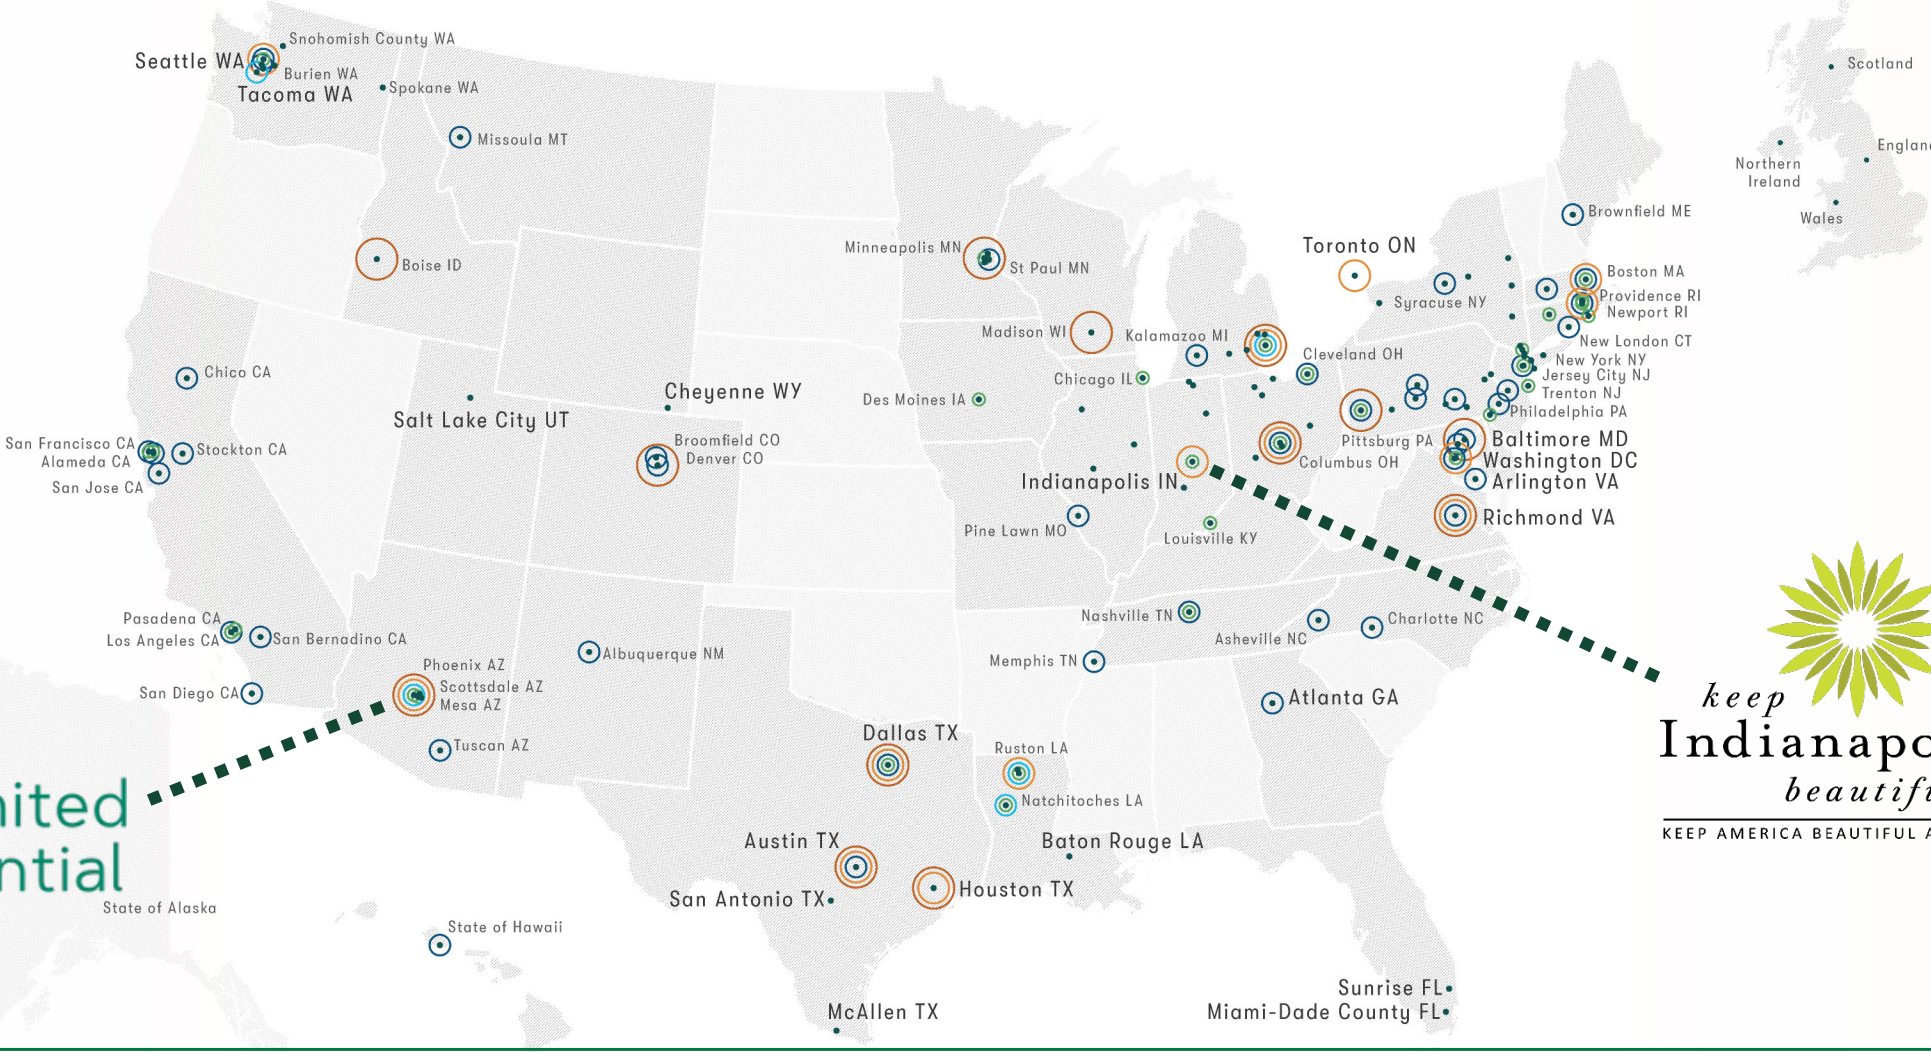 Snohomish County WA
Seattle WA
Burien WA
Tacoma WA
Spokane WA
Missoula MT
Scotland
Englan
Northern
Ireland
Wales
Brownfield ME
Minneapolis MN
St Paul MN
Toronto ON
Boise ID
Boston MA
Syracuse NY
Providence RI
Newport RI
Madison WI
Kalamazoo MI
New London CT
Cleveland OH
New York NY
Chico CA
Chicago IL
Jersey City NJ
Cheyenne WY
Des Moines IA
Trenton NJ
Salt Lake City UT
Philadelphia PA
San Francisco CA
Stockton CA
Broomfield CO
Pittsburg PA
Baltimore MD
Alameda CA
Denver CO
Columbus OH
Washington DC
San Jose CA
Indianapolis IN
Arlington VA
Richmond VA
Pine Lawn MO
Louisville KY
Pasadena CA
Nashville TN
Charlotte NC
Los Angeles CA
San Bernadino CA
Asheville NC
Albuquerque NM
Memphis TN
Phoenix AZ
San Diego CA
Scottsdale AZ
Mesa AZ
Atlanta GA
keep
Indianapo
beautifu
KEEP AMERICA BEAUTIFUL A
Tuscan AZ
Dallas TX
Ruston LA
Natchitoches LA
nited
ntial
Austin TX
Baton Rouge LA
San Antonio TX
Houston TX
State of Alaska
State of Hawaii
Sunrise FL
McAllen TX
Miami-Dade County FL